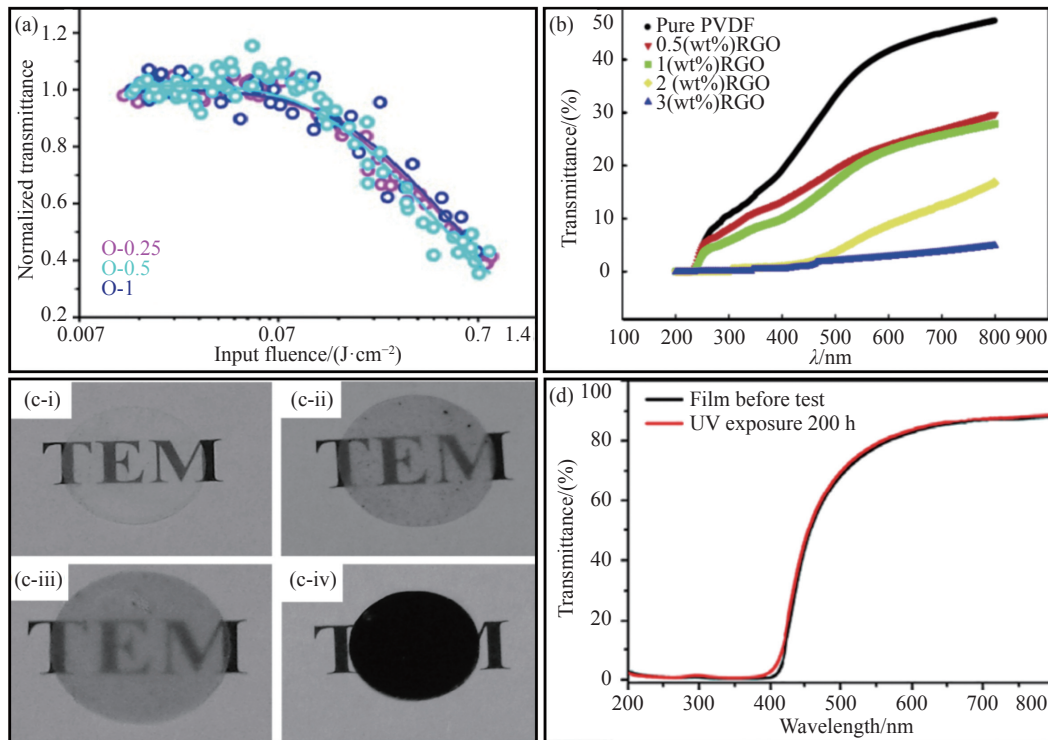 (a)
1.2
1.0
0.8
0.6
0.4
0.2
Normalized transmittance
O-0.25
O-0.5
O-1
0.007
0.07
0.7
1.4
Input fluence/(J·cm⁻²)
(b)
50
40
30
20
10
0
Transmittance/(%)
Pure PVDF
0.5(wt%)RGO
1(wt%)RGO
2 (wt%)RGO
3(wt%)RGO
100 200 300 400 500 600 700 800 900
λ/nm
(c-i)
TEM
(c-ii)
TEM
(c-iii)
TEM
(c-iv)
T M
(d)
100
80
60
40
20
0
Transmittance/(%)
Film before test
UV exposure 200 h
200 300 400 500 600 700 800
Wavelength/nm